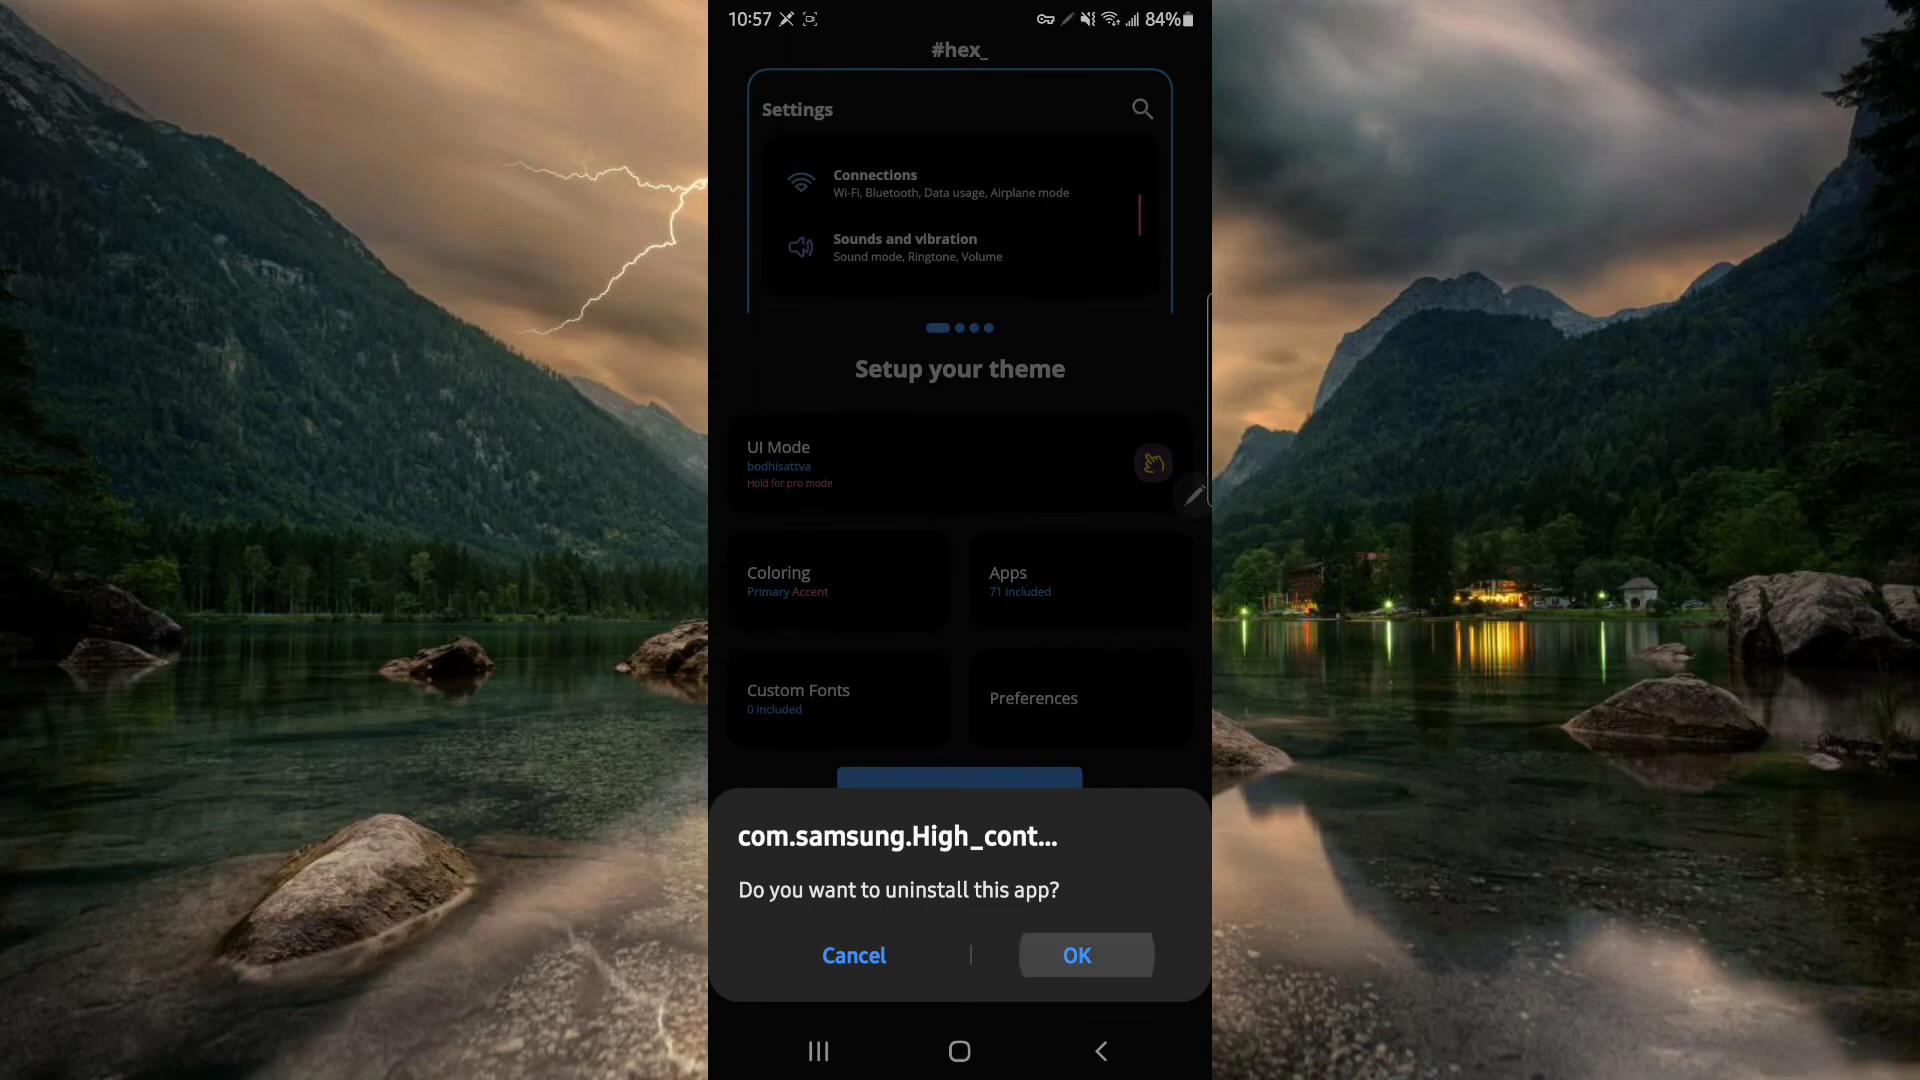 10:57
84%
#hex_
Settings
Connections
Wi-Fi, Bluetooth, Data usage, Airplane mode
Sounds and vibration
Sound mode, Ringtone, Volume
Setup your theme
UI Mode
bodhisattva
Hold for pro mode
Coloring
Primary Accent
Apps
71 included
Custom Fonts
0 included
Preferences
com.samsung.High_cont...
Do you want to uninstall this app?
Cancel
OK